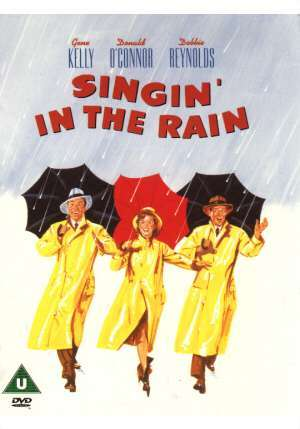 Gene Donald Debbie
KELLY O'CONNOR REYNOLDS
SINGIN'
IN THE RAIN
U
DVD